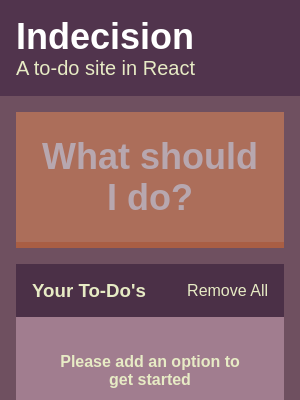 Indecision
A to-do site in React
What should
I do?
Your To-Do's
Remove All
Please add an option to
get started